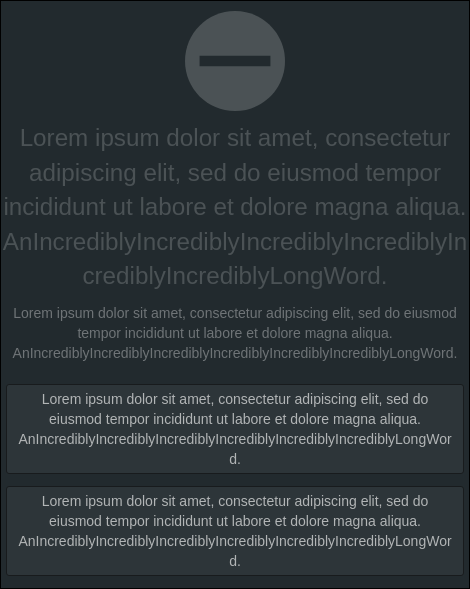 Lorem ipsum dolor sit amet, consectetur
adipiscing elit, sed do eiusmod tempor
incididunt ut labore et dolore magna aliqua.
AnIncrediblyIncrediblyIncrediblyIncrediblyIn
crediblyIncrediblyLongWord.
Lorem ipsum dolor sit amet, consectetur adipiscing elit, sed do eiusmod
tempor incididunt ut labore et dolore magna aliqua.
AnIncrediblyIncrediblyIncrediblyIncrediblyIncrediblyIncrediblyLongWord.
Lorem ipsum dolor sit amet, consectetur adipiscing elit, sed do
eiusmod tempor incididunt ut labore et dolore magna aliqua.
AnIncrediblyIncrediblyIncrediblyIncrediblyIncrediblyIncrediblyLongWor
d.
Lorem ipsum dolor sit amet, consectetur adipiscing elit, sed do
eiusmod tempor incididunt ut labore et dolore magna aliqua.
AnIncrediblyIncrediblyIncrediblyIncrediblyIncrediblyIncrediblyLongWor
d.